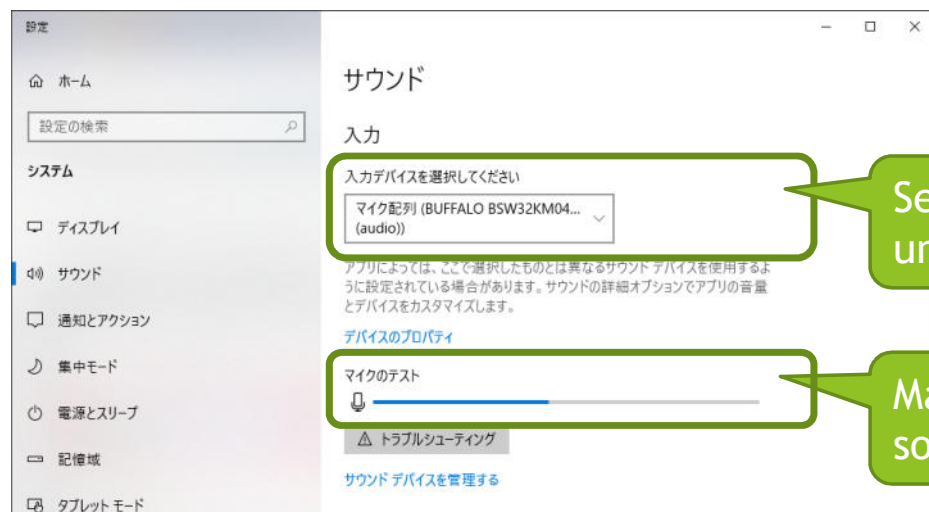 設定
ホーム
設定の検索
システム
ディスプレイ
サウンド
通知とアクション
集中モード
電源とスリープ
記憶域
タブレット モード
サウンド
入力
入力デバイスを選択してください
マイク配列 (BUFFALO BSW32KM04...
(audio))
アプリによっては、ここで選択したものとは異なるサウンド デバイスを使用するよ
うに設定されている場合があります。サウンドの詳細オプションでアプリの音量
とデバイスをカスタマイズします。
デバイスのプロパティ
マイクのテスト
トラブルシューティング
サウンド デバイスを管理する
Se
un
Ma
so